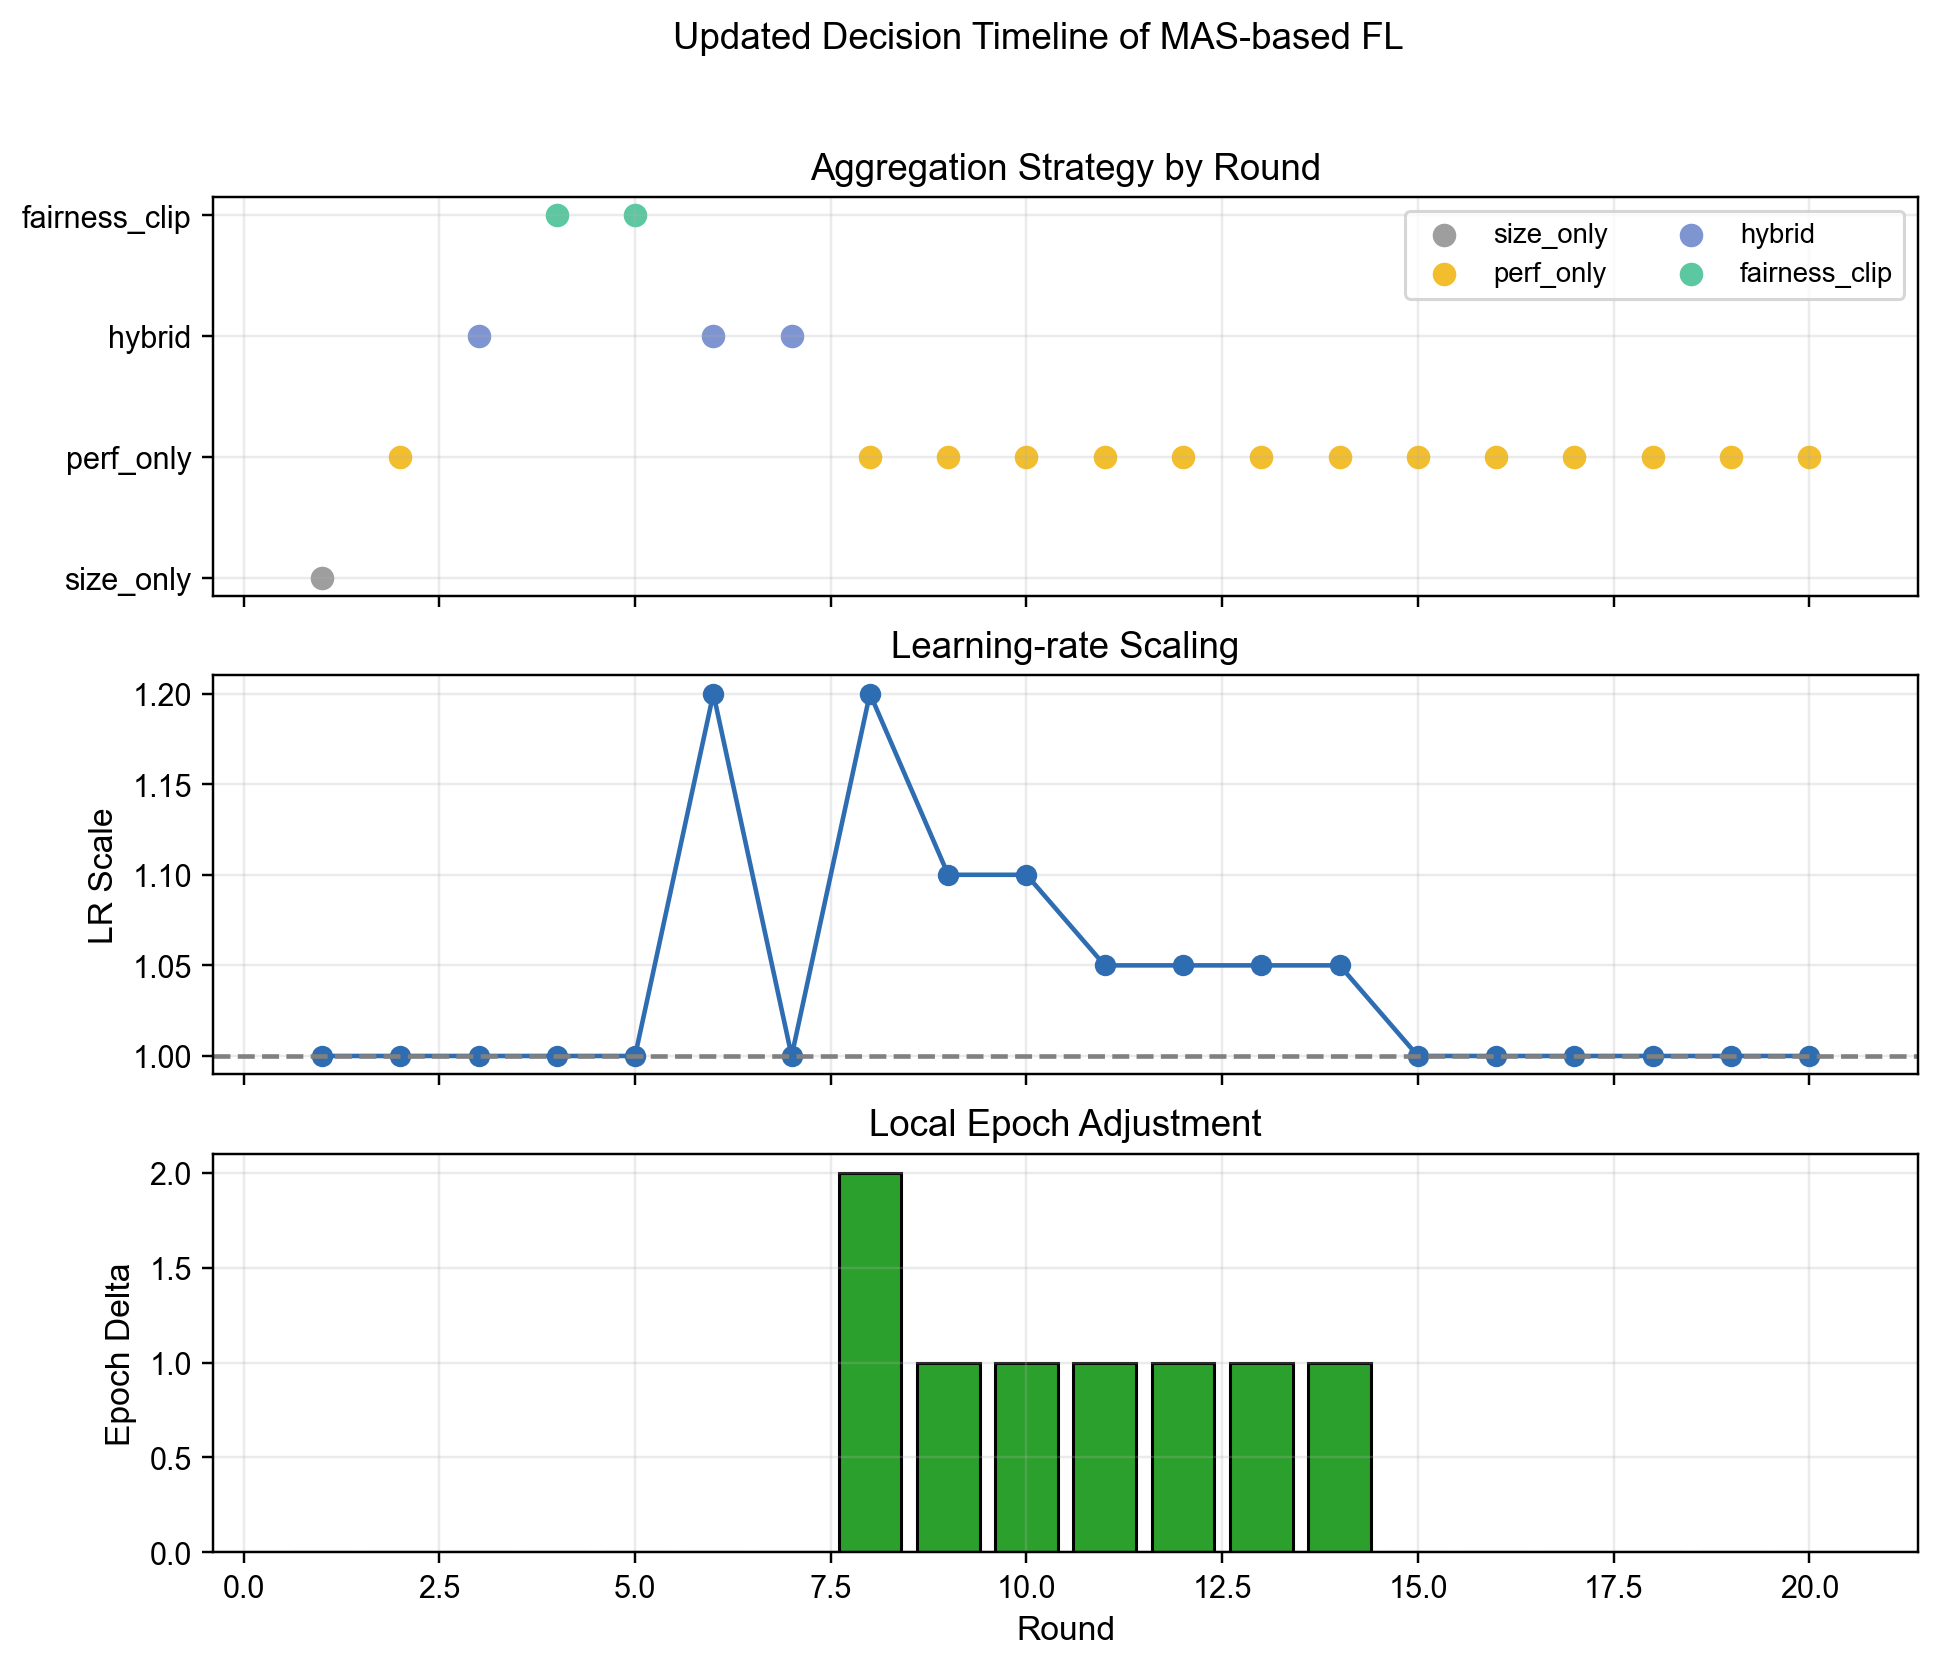 Updated Decision Timeline of MAS-based FL
Aggregation Strategy by Round
fairness_clip
hybrid
perf_only
size_only
size_only
perf_only
hybrid
fairness_clip
Learning-rate Scaling
LR Scale
1.20
1.15
1.10
1.05
1.00
Local Epoch Adjustment
Epoch Delta
2.0
1.5
1.0
0.5
0.0
0.0 2.5 5.0 7.5 10.0 12.5 15.0 17.5 20.0
Round